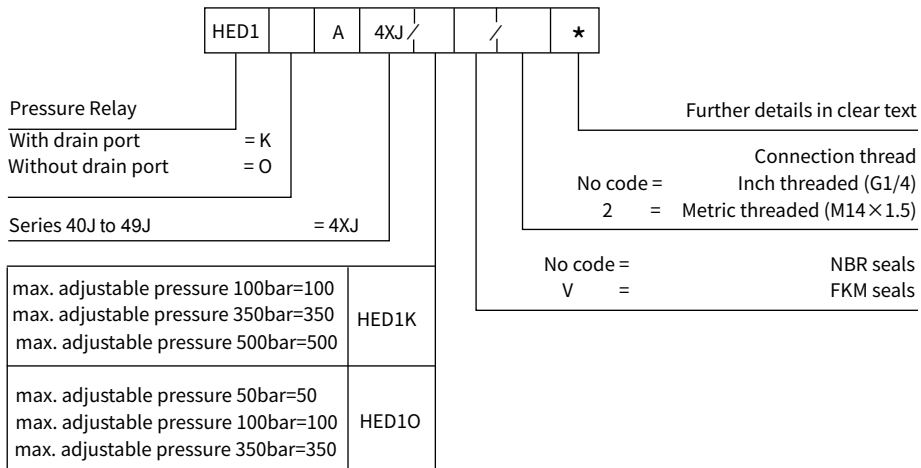 HED1 A 4XJ/ / *
Pressure Relay
With drain port = K
Without drain port = O
Series 40J to 49J = 4XJ
max. adjustable pressure 100bar=100
max. adjustable pressure 350bar=350
max. adjustable pressure 500bar=500
HED1K
max. adjustable pressure 50bar=50
max. adjustable pressure 100bar=100
max. adjustable pressure 350bar=350
HED1O
Further details in clear text
Connection thread
No code = Inch threaded (G1/4)
2 = Metric threaded (M14×1.5)
No code = NBR seals
V = FKM seals